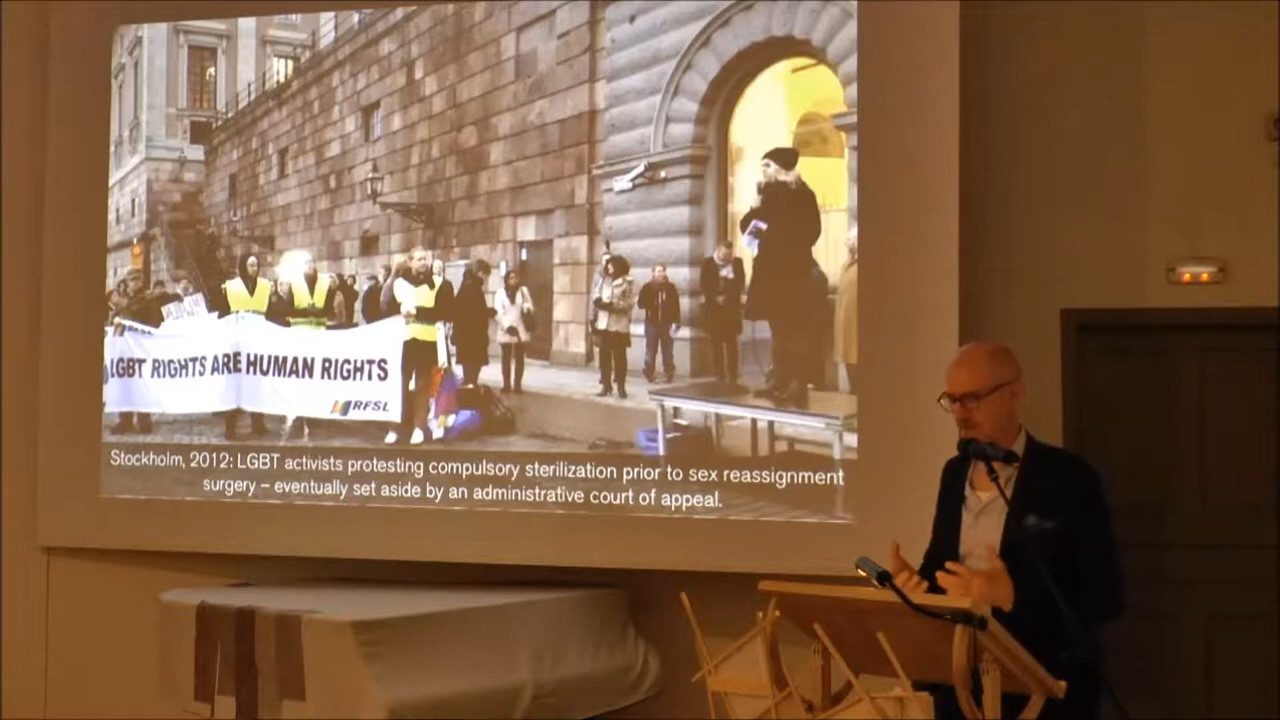 RFSL
LGBT RIGHTS ARE HUMAN RIGHTS
RFSL
Stockholm, 2012: LGBT activists protesting compulsory sterilization prior to sex reassignment
surgery – eventually set aside by an administrative court of appeal.